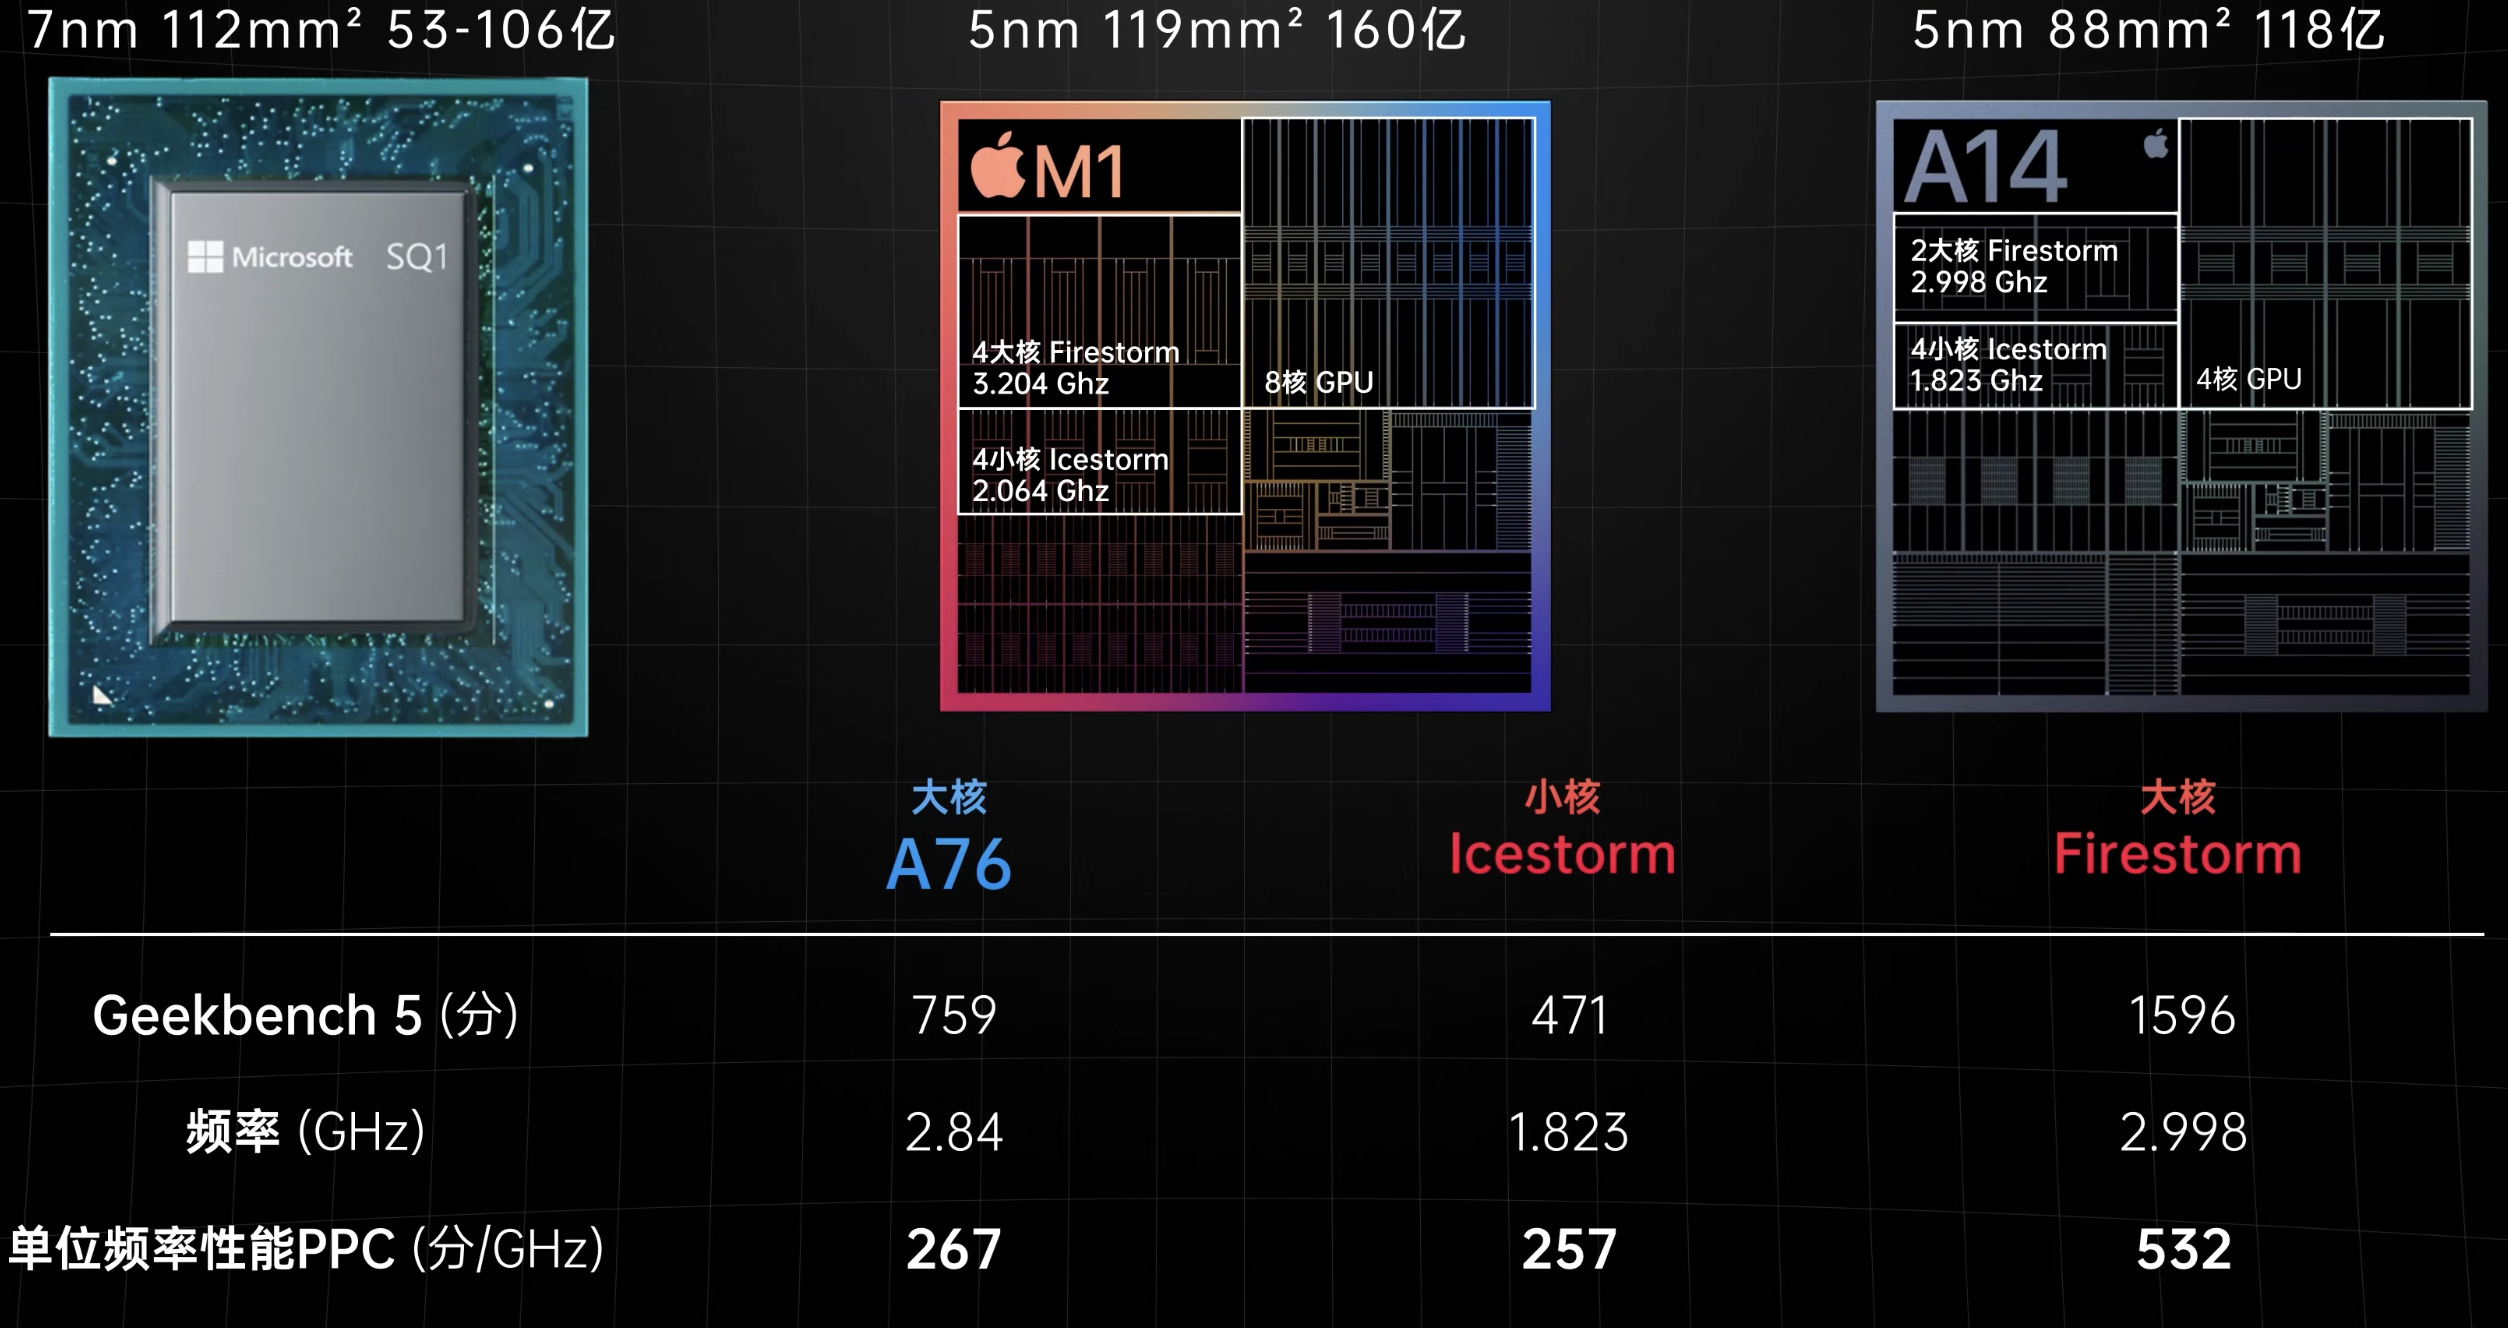 7nm 112mm² 53-106亿
5nm 119mm² 160亿
5nm 88mm² 118亿
Microsoft SQ1
M1
4大核 Firestorm
3.204 Ghz
4小核 Icestorm
2.064 Ghz
8核 GPU
A14
2大核 Firestorm
2.998 Ghz
4小核 Icestorm
1.823 Ghz
4核 GPU
大核 小核 大核
A76 Icestorm Firestorm
Geekbench 5 (分) 759 471 1596
频率 (GHz) 2.84 1.823 2.998
单位频率性能PPC (分/GHz) 267 257 532